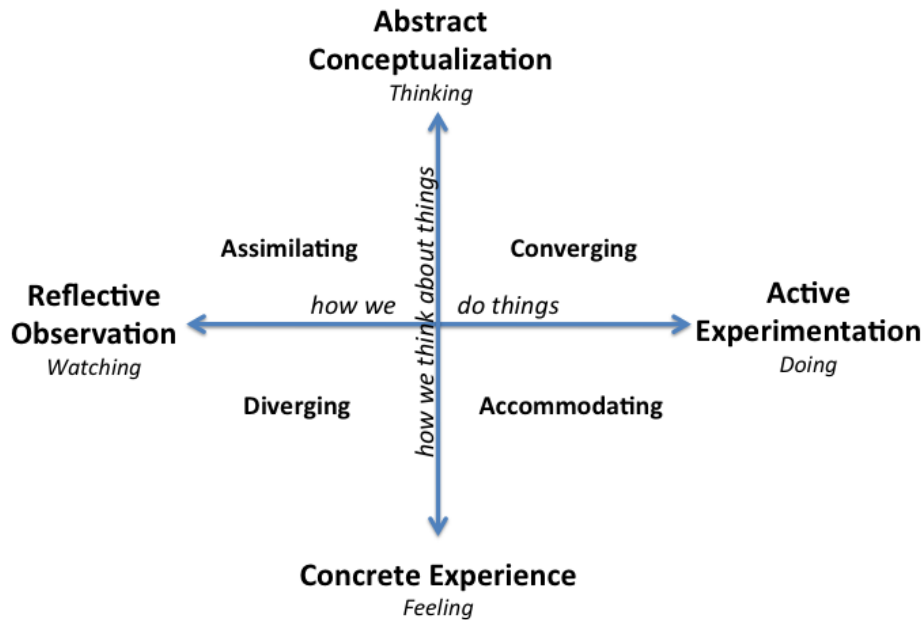 Abstract
Conceptualization
Thinking
how we think about things
Assimilating
Converging
Reflective
Observation
Watching
how we do things
Active
Experimentation
Doing
Diverging
Accommodating
Concrete Experience
Feeling